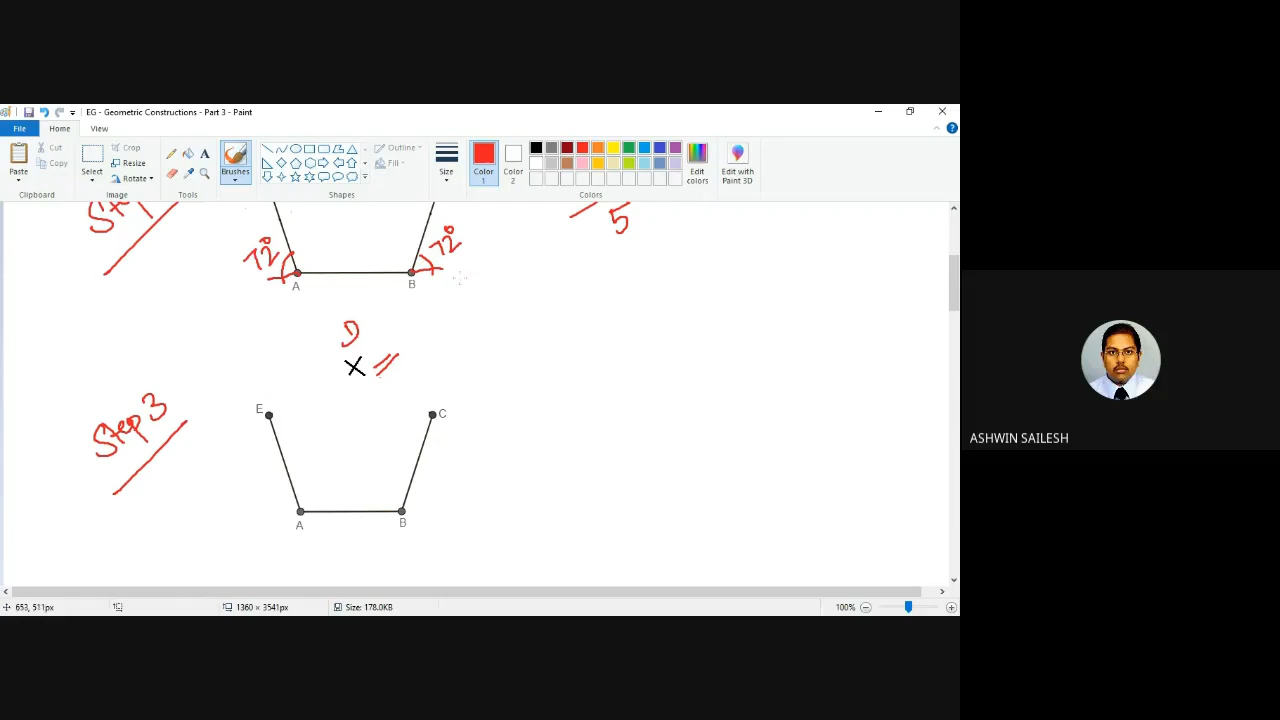 EG - Geometric Constructions - Part 3 - Paint
File Home View
Paste
Cut
Copy
Clipboard
Select
Crop
Resize
Rotate
Image
A
Tools
Brushes
Outline
Fill
Shapes
Size
Color 1
Color 2
Edit colors
Colors
Edit with Paint 3D
Step
72° 72°
5
A B
D
Step 3
E C
A B
653, 511px
1360 × 3541px
Size: 178.0KB
100%
ASHWIN SAILESH